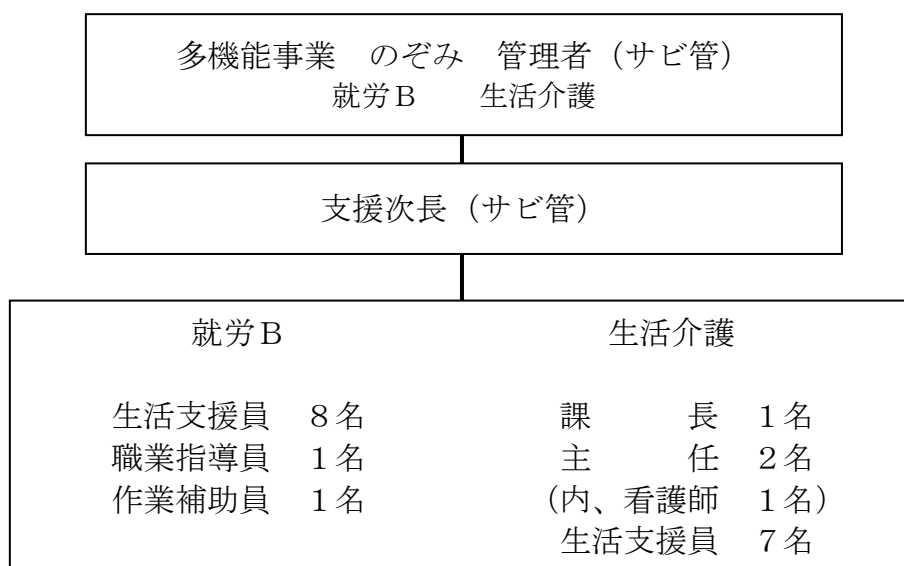 多機能事業　のぞみ　管理者（サビ管）
就労Ｂ　　生活介護
支援次長（サビ管）
就労Ｂ
生活支援員　８名
職業指導員　１名
作業補助員　１名
生活介護
課　　　長　１名
主　　　任　２名
（内、看護師　１名）
生活支援員　７名